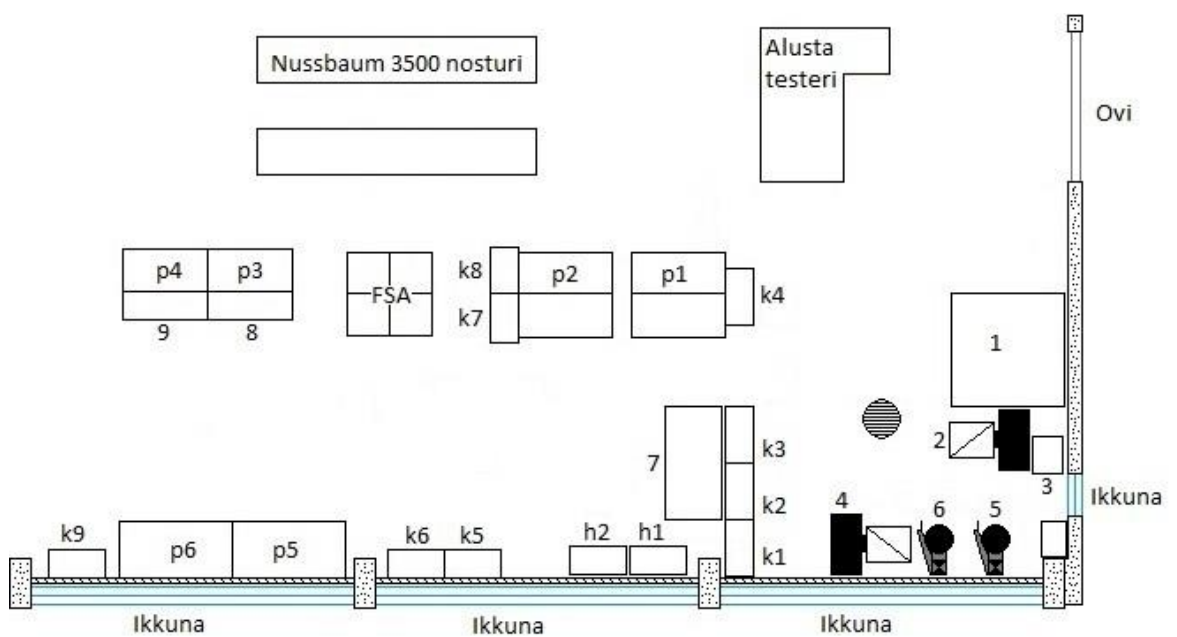 Nussbaum 3500 nosturi
Alusta
testeri
Ovi
p4
p3
9
8
FSA
k8
k7
p2
p1
k4
1
2
3
7
k3
k2
k1
4
6
5
Ikkuna
k9
p6
p5
k6
k5
h2
h1
Ikkuna
Ikkuna
Ikkuna